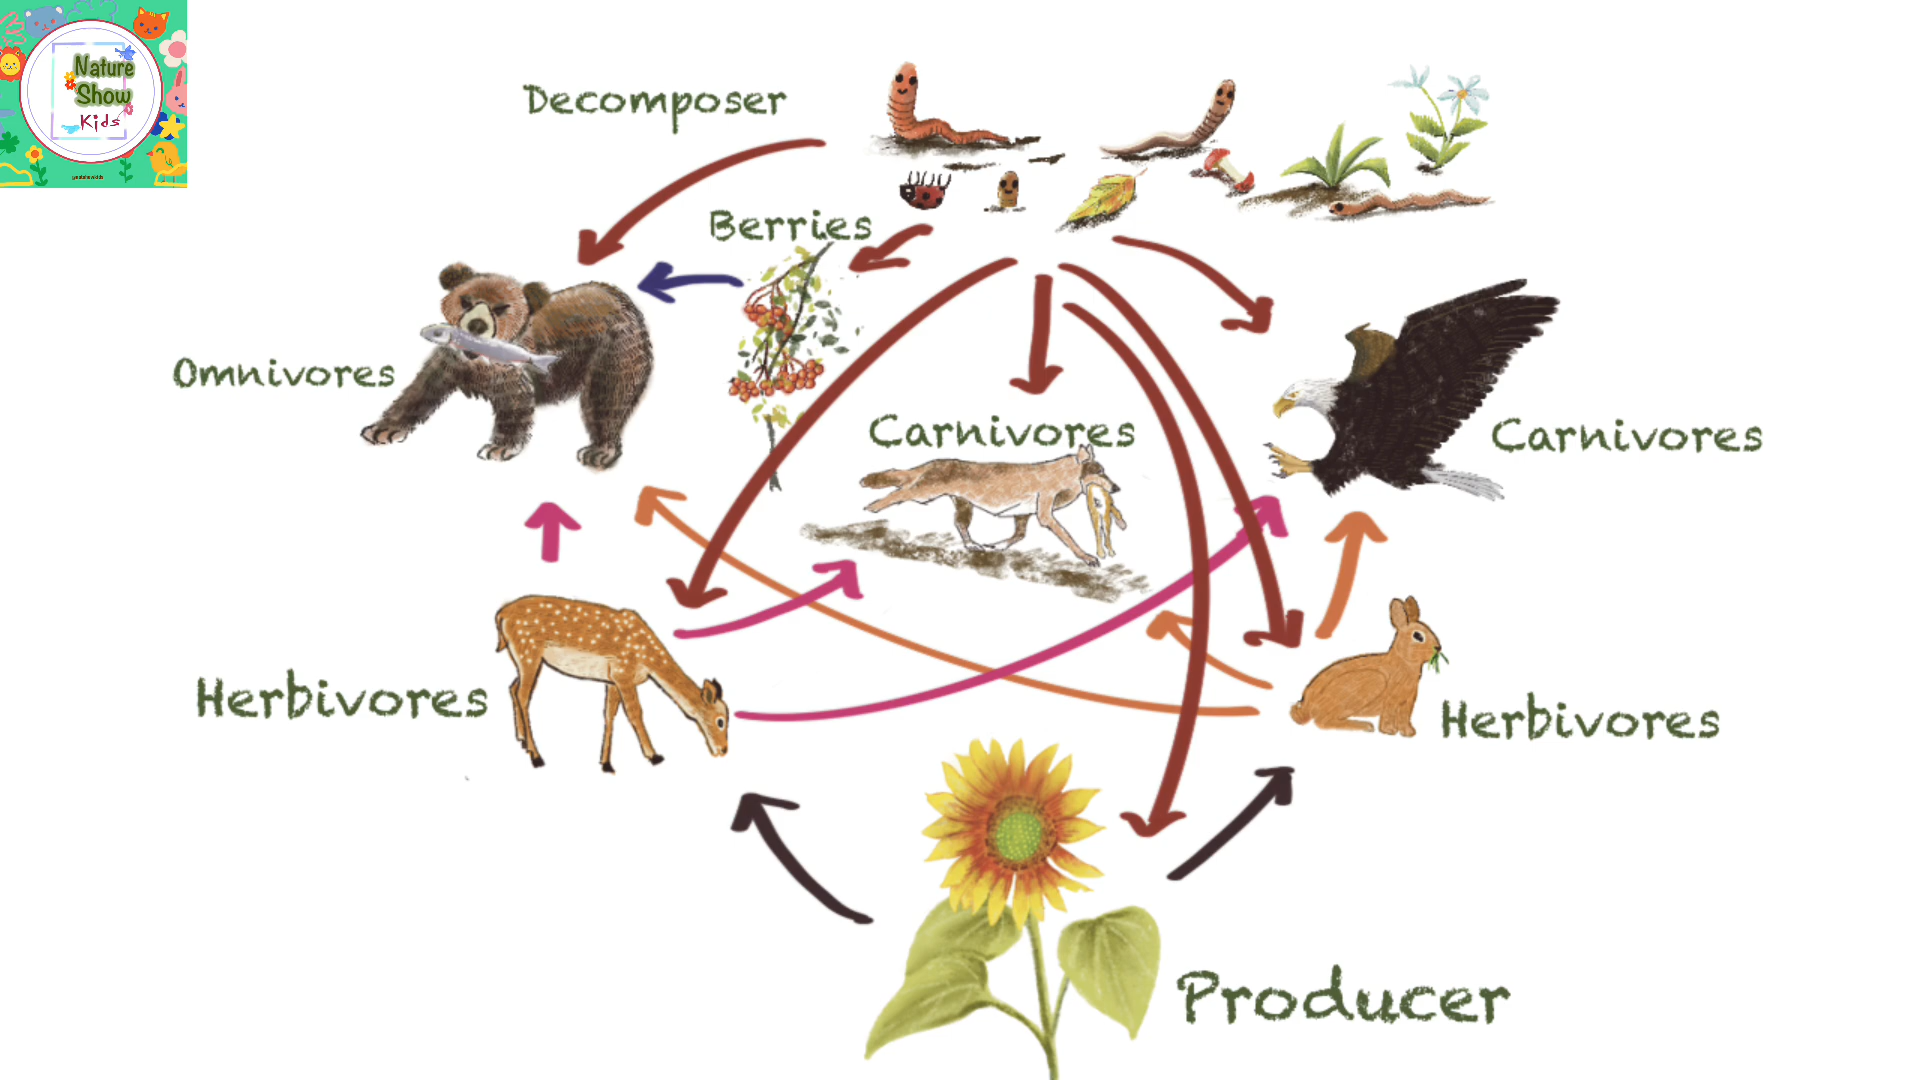 Nature
Show
Kids
Decomposer
Berries
Omnivores
Carnivores
Carnivores
Herbivores
Herbivores
Producer